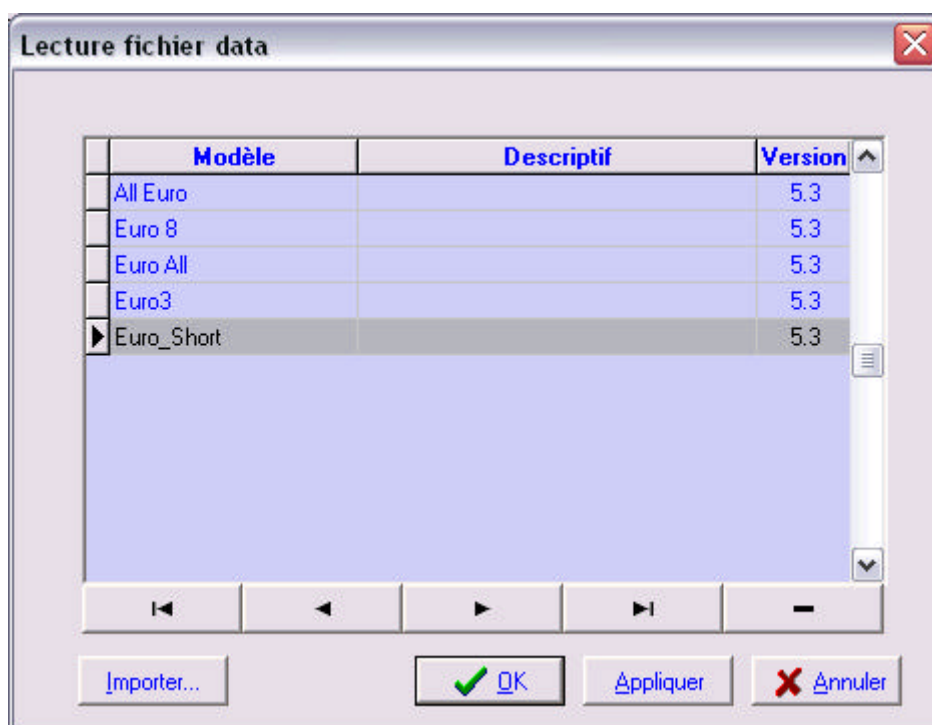 Lecture fichier data
Modèle Descriptif Version
All Euro 5.3
Euro 8 5.3
Euro All 5.3
Euro3 5.3
Euro_Short 5.3
Importer... OK Appliquer Annuler